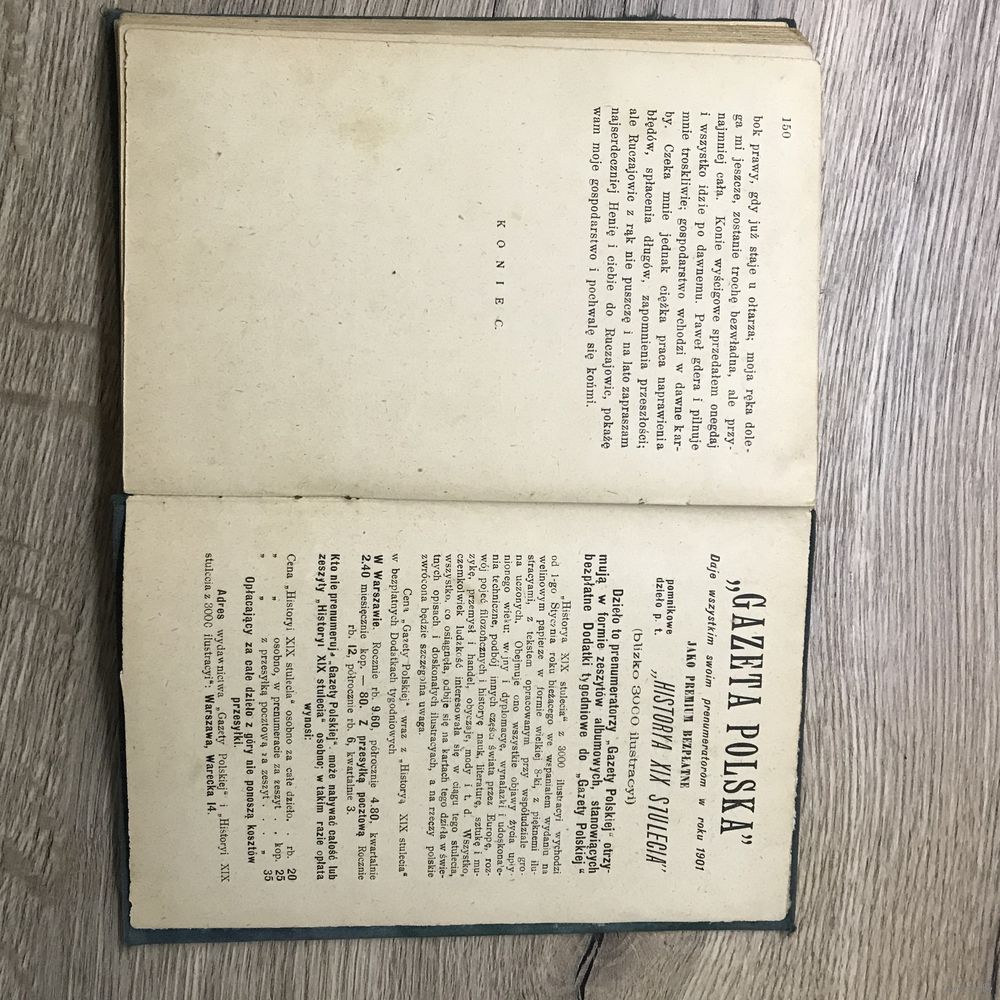 150
bok prawy, gdy już staje u ołtarza; moja ręka dole-
ga mi jeszcze, zostanie trochę bezwładna, ale przy-
najmniej cała. Konie wyścigowe sprzedałem onegdaj
i wszystko idzie po dawnemu. Paweł gdera i pilnuje
mnie troskliwie; gospodarstwo wchodzi w dawne kar-
by. Czeka mnie jednak ciężka praca naprawienia
błędów, spłacenia długów, zapomnienia przeszłości;
ale Ruczajowic z rąk nie puszczę i na lato zapraszam
najserdeczniej Henię i ciebie do Ruczajowic, pokażę
wam moje gospodarstwo i pochwalę się końmi.
KONIEC.
„GAZETA POLSKA”
Daje wszystkim swoim prenumeratorom w roku 1901
JAKO PREMIUM BEZPŁATNE
pomnikowe
dzieło p. t. „HISTORIA XIX STULECIA”
(blizko 3000 ilustracyi)
Dzieło to prenumeratorzy „Gazety Polskiej” otrzy-
mują w formie zeszytów albumowych, stanowiących
bezpłatne Dodatki tygodniowe do „Gazety Polskiej”
„Historya XIX stulecia” z 3000 ilustracyi wychodzi
od 1-go Stycznia roku bieżącego we wspaniałem wydaniu na
welinowym papierze w formie wielkiej 8-ki, z pięknemi ilu-
stracyami, z tekstem opracowanym przy współudziale gro-
na uczonych. Obejmuje ono wszystkie objawy życia upły-
nionego wieku: wojny i dyplomacyę, wynalazki i udoskonale-
nia techniczne, podbój innych części świata przez Europę, roz-
wój pojęć filozoficznych i historyę nauk, literaturę, sztukę i mu-
zykę, przemysł i handel, obyczaje, mody i t. d. Wszystko,
czemkolwiek ludzkość interesowała się w ciągu tego stulecia,
wszystko, co osiągnęła, odbije się na kartach tego dzieła w świe-
tnych opisach i doskonałych ilustracyach, a na rzeczy polskie
zwrócona będzie szczególna uwaga.
Cena „Gazety Polskiej” wraz z „Historyą XIX stulecia”
w bezpłatnych Dodatkach tygodniowych
W Warszawie. Rocznie rb. 9.60, półrocznie 4.80, kwartalnie
2.40 miesięcznie kop. — 80. Z przesyłką pocztową Rocznie
rb. 12, półrocznie rb. 6, kwartalnie 3.
Kto nie prenumeruje „Gazety Polskiej”, może nabywać całość lub
zeszyty „Historyi XIX stulecia” osobno; w takim razie opłata
wynosi:
Cena „Historyi XIX stulecia” osobno za całe dzieło. . rb. 20
„ „ osobno, w prenumeracie za zeszyt . . kop. 25
„ „ z przesyłką pocztową za zeszyt . . „ 35
Opłacający za całe dzieło z góry nie ponoszą kosztów
przesyłki.
Adres wydawnictwa „Gazety Polskiej” i „Historyi XIX
stulecia z 3000 ilustracyi”: Warszawa, Warecka 14.